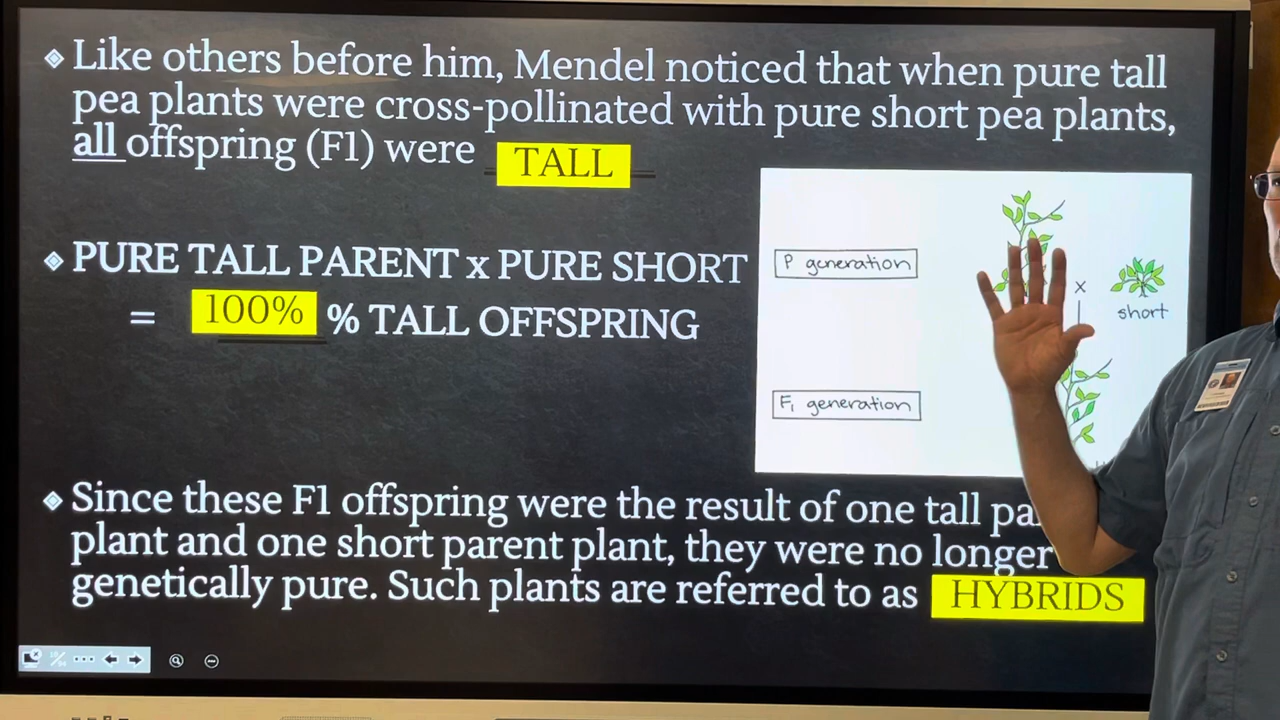 Like others before him, Mendel noticed that when pure tall
pea plants were cross-pollinated with pure short pea plants,
all offspring (F1) were TALL
PURE TALL PARENT x PURE SHORT
= 100% % TALL OFFSPRING
P generation
x
short
F₁ generation
Since these F1 offspring were the result of one tall
plant and one short parent plant, they were no longer
genetically pure. Such plants are referred to as HYBRIDS